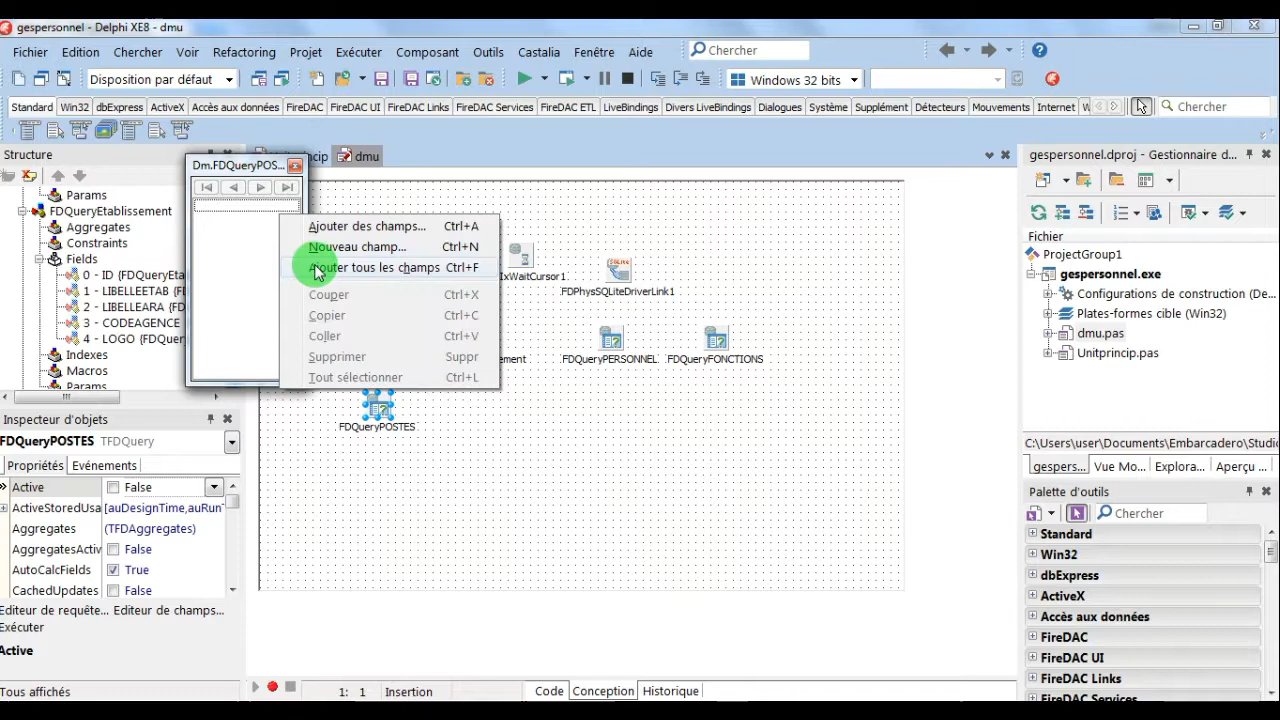 gespersonnel - Delphi XE8 - dmu
Fichier Edition Chercher Voir Refactoring Projet Exécuter Composant Outils Castalia Fenêtre Aide Chercher
Disposition par défaut Windows 32 bits
Standard Win32 dbExpress ActiveX Accès aux données FireDAC FireDAC UI FireDAC Links FireDAC Services FireDAC ETL LiveBindings Divers LiveBindings Dialogues Système Supplément Détecteurs Mouvements Internet Chercher
Structure
Params
FDQueryEtablissement
Aggregates
Constraints
Fields
0 - ID (FDQueryEta
1 - LIBELLEETAB (
2 - LIBELLEARA (
3 - CODEAGENCE
4 - LOGO (FDQuer
Indexes
Macros
Params
Dm.FDQueryPOS...
dmu
Ajouter des champs... Ctrl+A
Nouveau champ... Ctrl+N
Ajouter tous les champs Ctrl+F
Couper Ctrl+X
Copier Ctrl+C
Coller Ctrl+V
Supprimer Suppr
Tout sélectionner Ctrl+L
IxWaitCursor1
FDPhysSQLiteDriverLink1
ement
FDQueryPERSONNEL
FDQueryFONCTIONS
FDQueryPOSTES
Inspecteur d'objets
FDQueryPOSTES TFDQuery
Propriétés Evénements
Active False
ActiveStoredUsa [auDesignTime,auRun
Aggregates (TFDAggregates)
AggregatesActiv False
AutoCalcFields True
CachedUpdates False
Editeur de requête... Editeur de champs...
Exécuter
Active
Tous affichés
1: 1 Insertion Code Conception Historique
gespersonnel.dproj - Gestionnaire d...
Fichier
ProjectGroup1
gespersonnel.exe
Configurations de construction (De...
Plates-formes cible (Win32)
dmu.pas
Unitprincip.pas
C:\Users\user\Documents\Embarcadero\Studio
gespers... Vue Mo... Explora... Aperçu ...
Palette d'outils
Chercher
Standard
Win32
dbExpress
ActiveX
Accès aux données
FireDAC
FireDAC UI
FireDAC Links
FireDAC Services